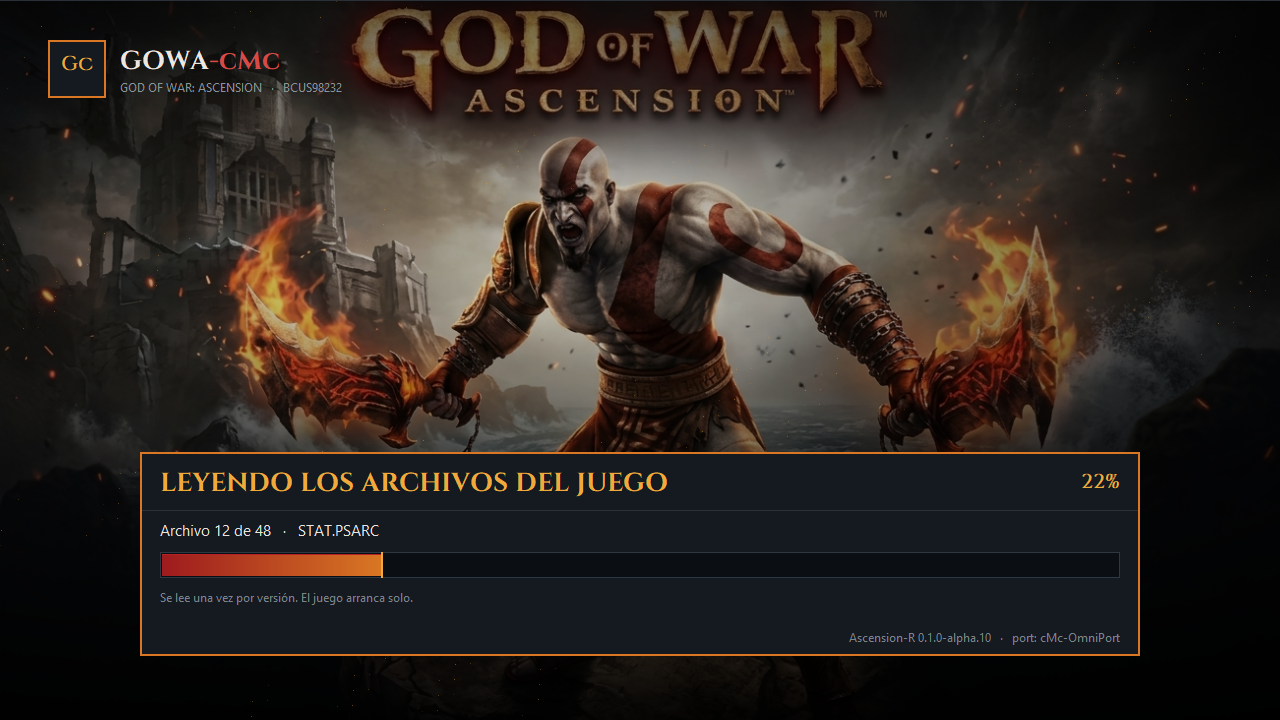 GOD OF WAR™
ASCENSION™
GC
GOWA-CMC
GOD OF WAR: ASCENSION · BCUS98232
LEYENDO LOS ARCHIVOS DEL JUEGO
22%
Archivo 12 de 48 · STAT.PSARC
Se lee una vez por versión. El juego arranca solo.
Ascension-R 0.1.0-alpha.10 · port: cMc-OmniPort